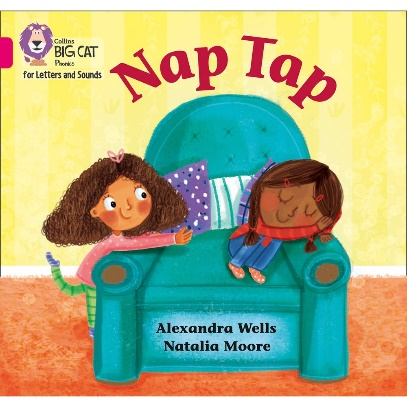 Collins
BIG CAT
Phonics
for Letters and Sounds
Nap Tap
Alexandra Wells
Natalia Moore